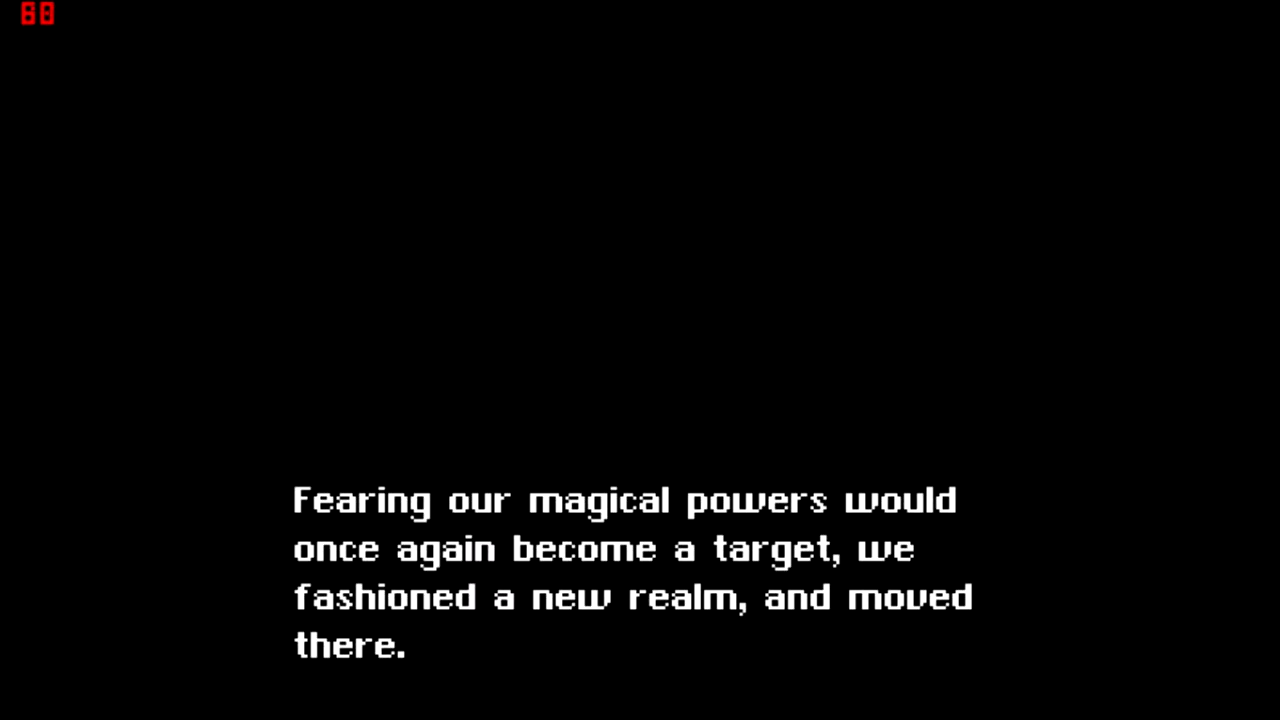 60
Fearing our magical powers would
once again become a target, we
fashioned a new realm, and moved
there.